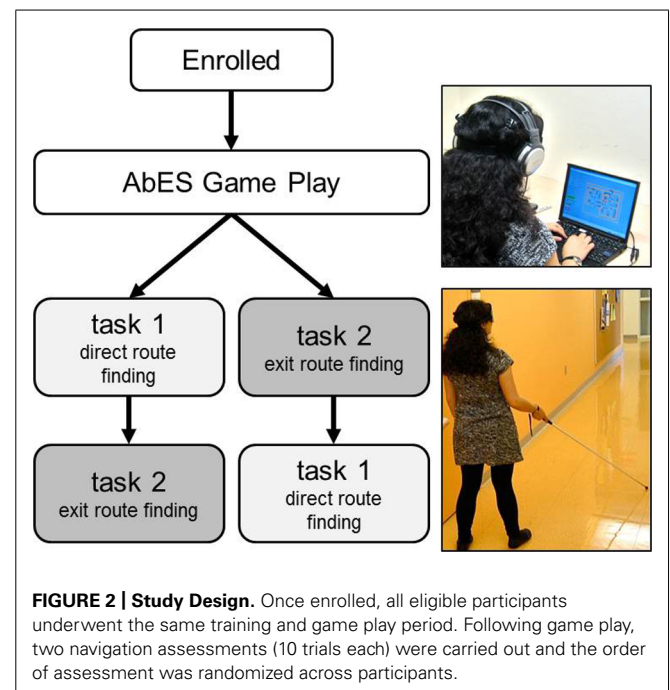 Enrolled
AbES Game Play
task 1
direct route
finding
task 2
exit route finding
task 2
exit route finding
task 1
direct route
finding
FIGURE 2 | Study Design. Once enrolled, all eligible participants
underwent the same training and game play period. Following game play,
two navigation assessments (10 trials each) were carried out and the order
of assessment was randomized across participants.